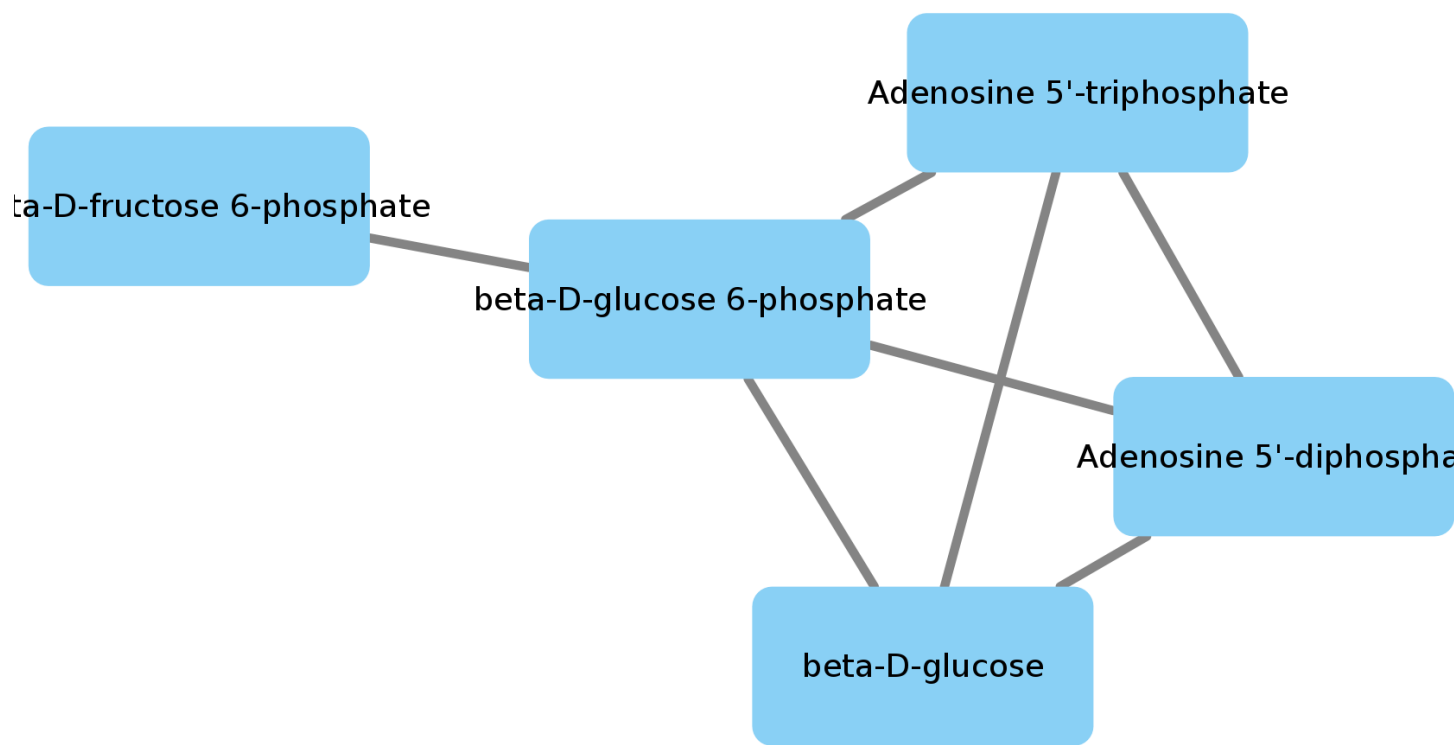 Adenosine 5'-triphosphate
ta-D-fructose 6-phosphate
beta-D-glucose 6-phosphate
Adenosine 5'-diphospha
beta-D-glucose